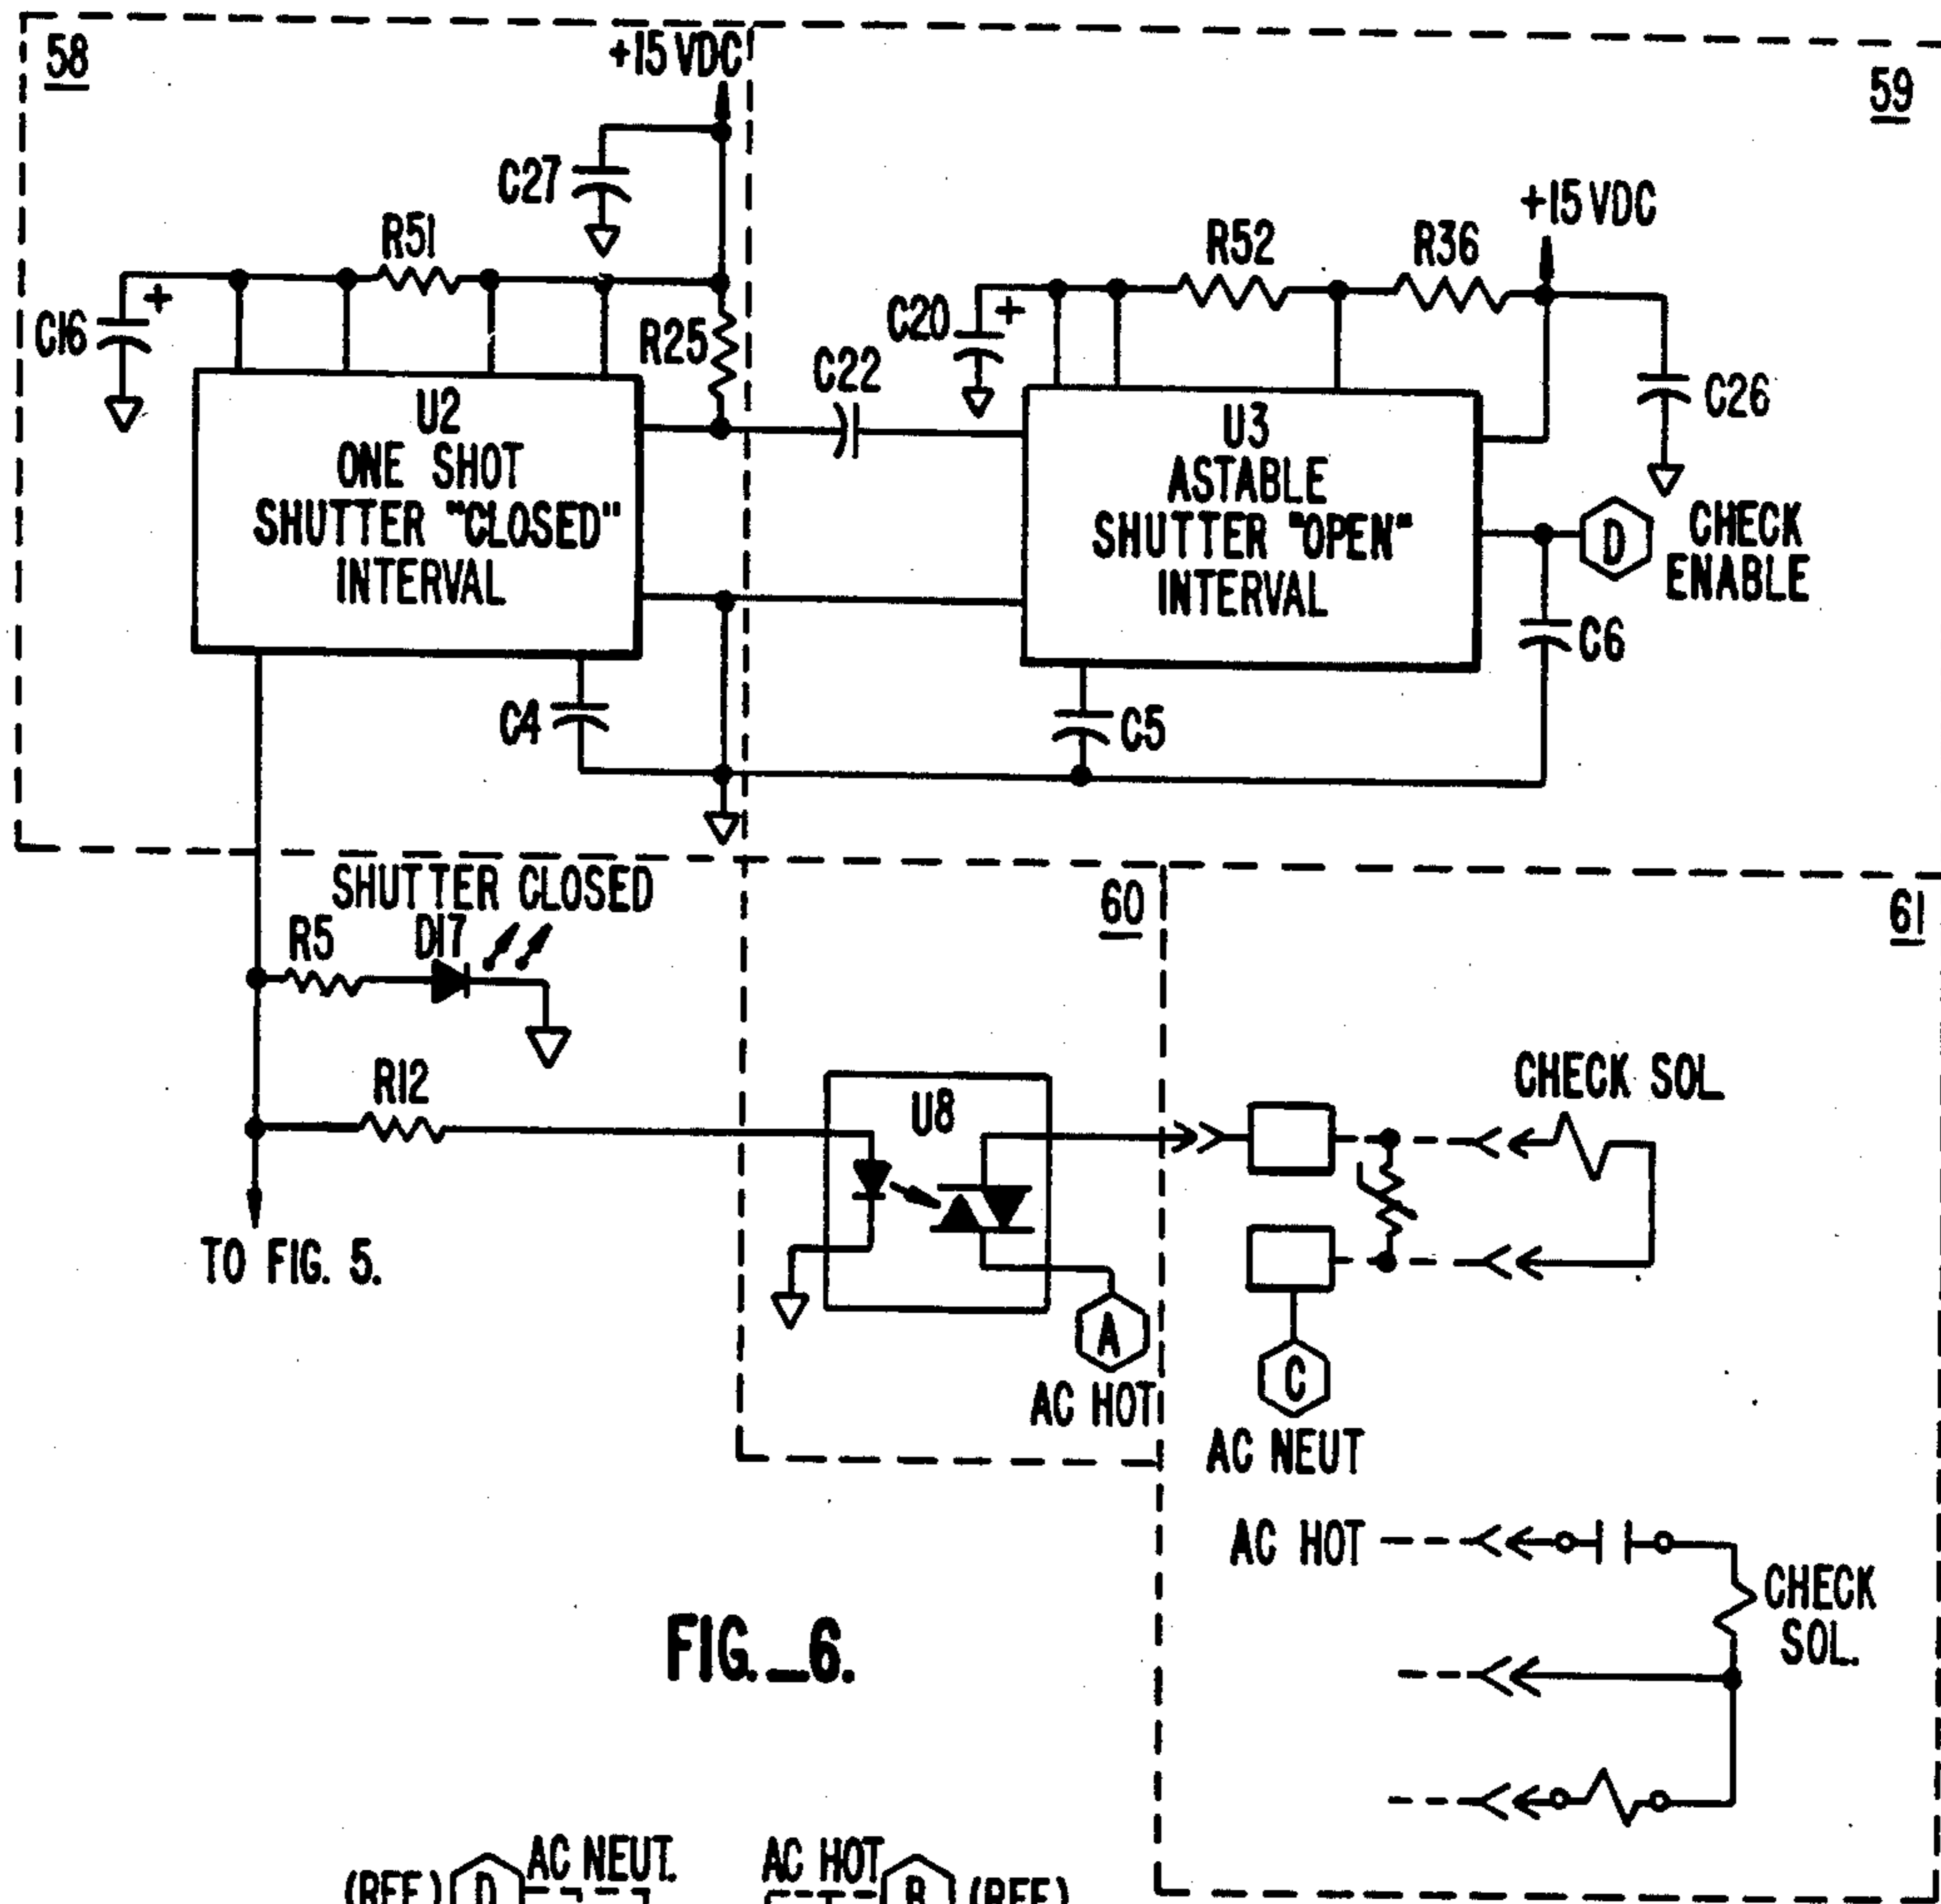 58
+15 VDC
59
C27
+15 VDC
R51
R52
R36
C16
+
R25
C22
C20
+
C26
U2
ONE SHOT
SHUTTER "CLOSED"
INTERVAL
U3
ASTABLE
SHUTTER "OPEN"
INTERVAL
D
CHECK
ENABLE
C6
C4
C5
SHUTTER CLOSED
60
61
R5
D17
R12
U8
CHECK SOL
TO FIG. 5.
A
AC HOT
C
AC NEUT
AC HOT
CHECK
SOL.
FIG._6.
AC NEUT.
AC HOT
(REF.)
D
B
(REF)